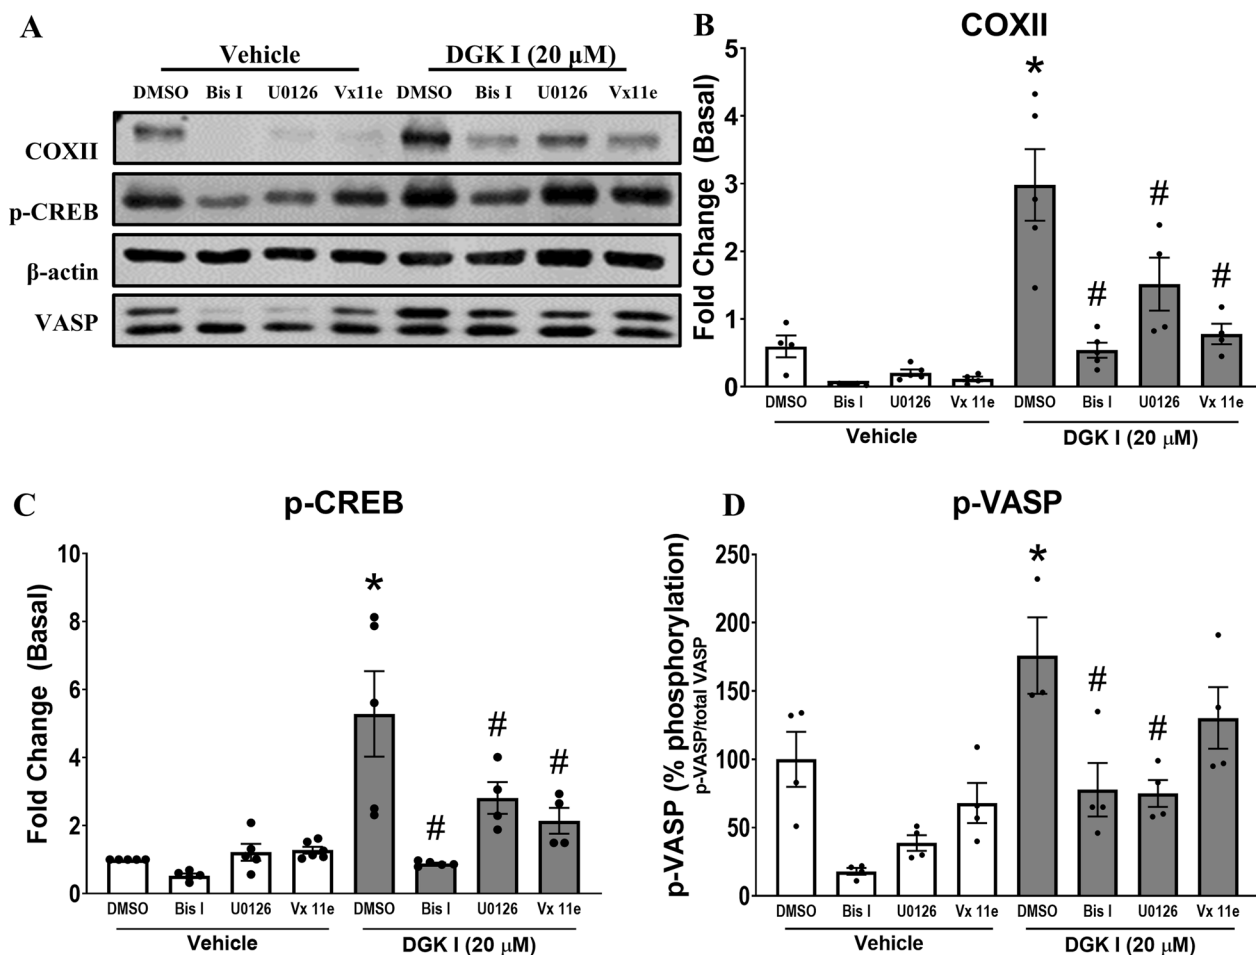 A
Vehicle
DGK I (20 µM)
DMSO Bis I U0126 Vx11e DMSO Bis I U0126 Vx11e
COXII
p-CREB
β-actin
VASP
B
COXII
Fold Change (Basal)
5
4
3
2
1
0
*
#
#
#
DMSO Bis I U0126 Vx 11e DMSO Bis I U0126 Vx 11e
Vehicle
DGK I (20 µM)
C
p-CREB
Fold Change (Basal)
10
8
6
4
2
0
*
#
#
#
DMSO Bis I U0126 Vx 11e DMSO Bis I U0126 Vx 11e
Vehicle
DGK I (20 µM)
D
p-VASP
p-VASP (% phosphorylation)
p-VASP/total VASP
250
200
150
100
50
0
*
#
#
DMSO Bis I U0126 Vx 11e DMSO Bis I U0126 Vx 11e
Vehicle
DGK I (20 µM)